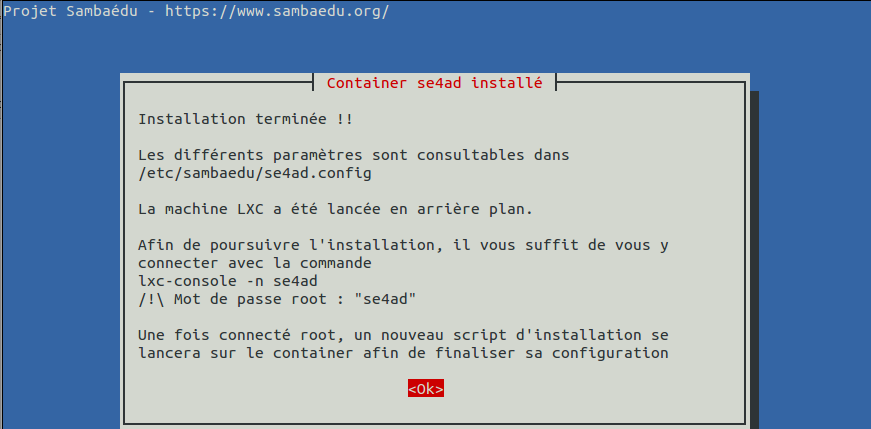 Projet Sambaédu - https://www.sambaedu.org/
Container se4ad installé
Installation terminée !!
Les différents paramètres sont consultables dans
/etc/sambaedu/se4ad.config
La machine LXC a été lancée en arrière plan.
Afin de poursuivre l'installation, il vous suffit de vous y
connecter avec la commande
lxc-console -n se4ad
/!\ Mot de passe root : "se4ad"
Une fois connecté root, un nouveau script d'installation se
lancera sur le container afin de finaliser sa configuration
<Ok>